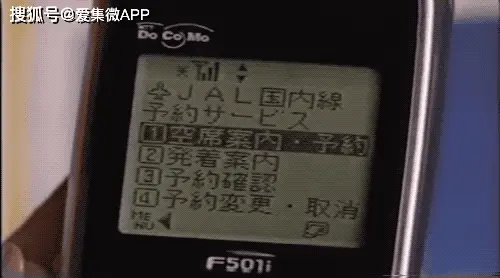 搜狐号@爱集微APP
NTT
DoCoMo
JAL国内線
予約サービス
1空席案内・予約
2発着案内
3予約確認
4予約変更・取消
MENU
F501i